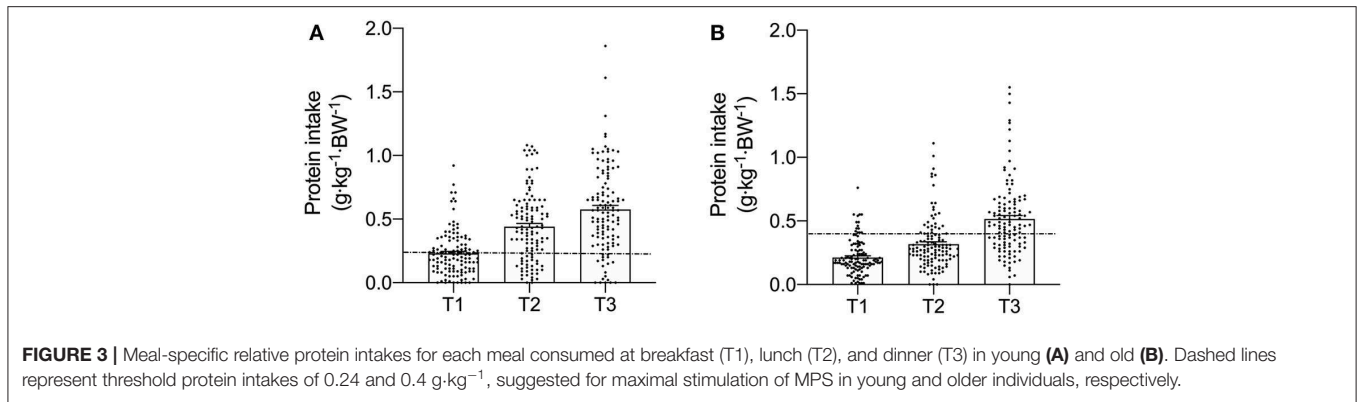 A
2.0
1.5
1.0
0.5
0.0
Protein intake
(g·kg⁻¹·BW⁻¹)
T1 T2 T3
B
2.0
1.5
1.0
0.5
0.0
Protein intake
(g·kg⁻¹·BW⁻¹)
T1 T2 T3
FIGURE 3 | Meal-specific relative protein intakes for each meal consumed at breakfast (T1), lunch (T2), and dinner (T3) in young (A) and old (B). Dashed lines
represent threshold protein intakes of 0.24 and 0.4 g·kg⁻¹, suggested for maximal stimulation of MPS in young and older individuals, respectively.